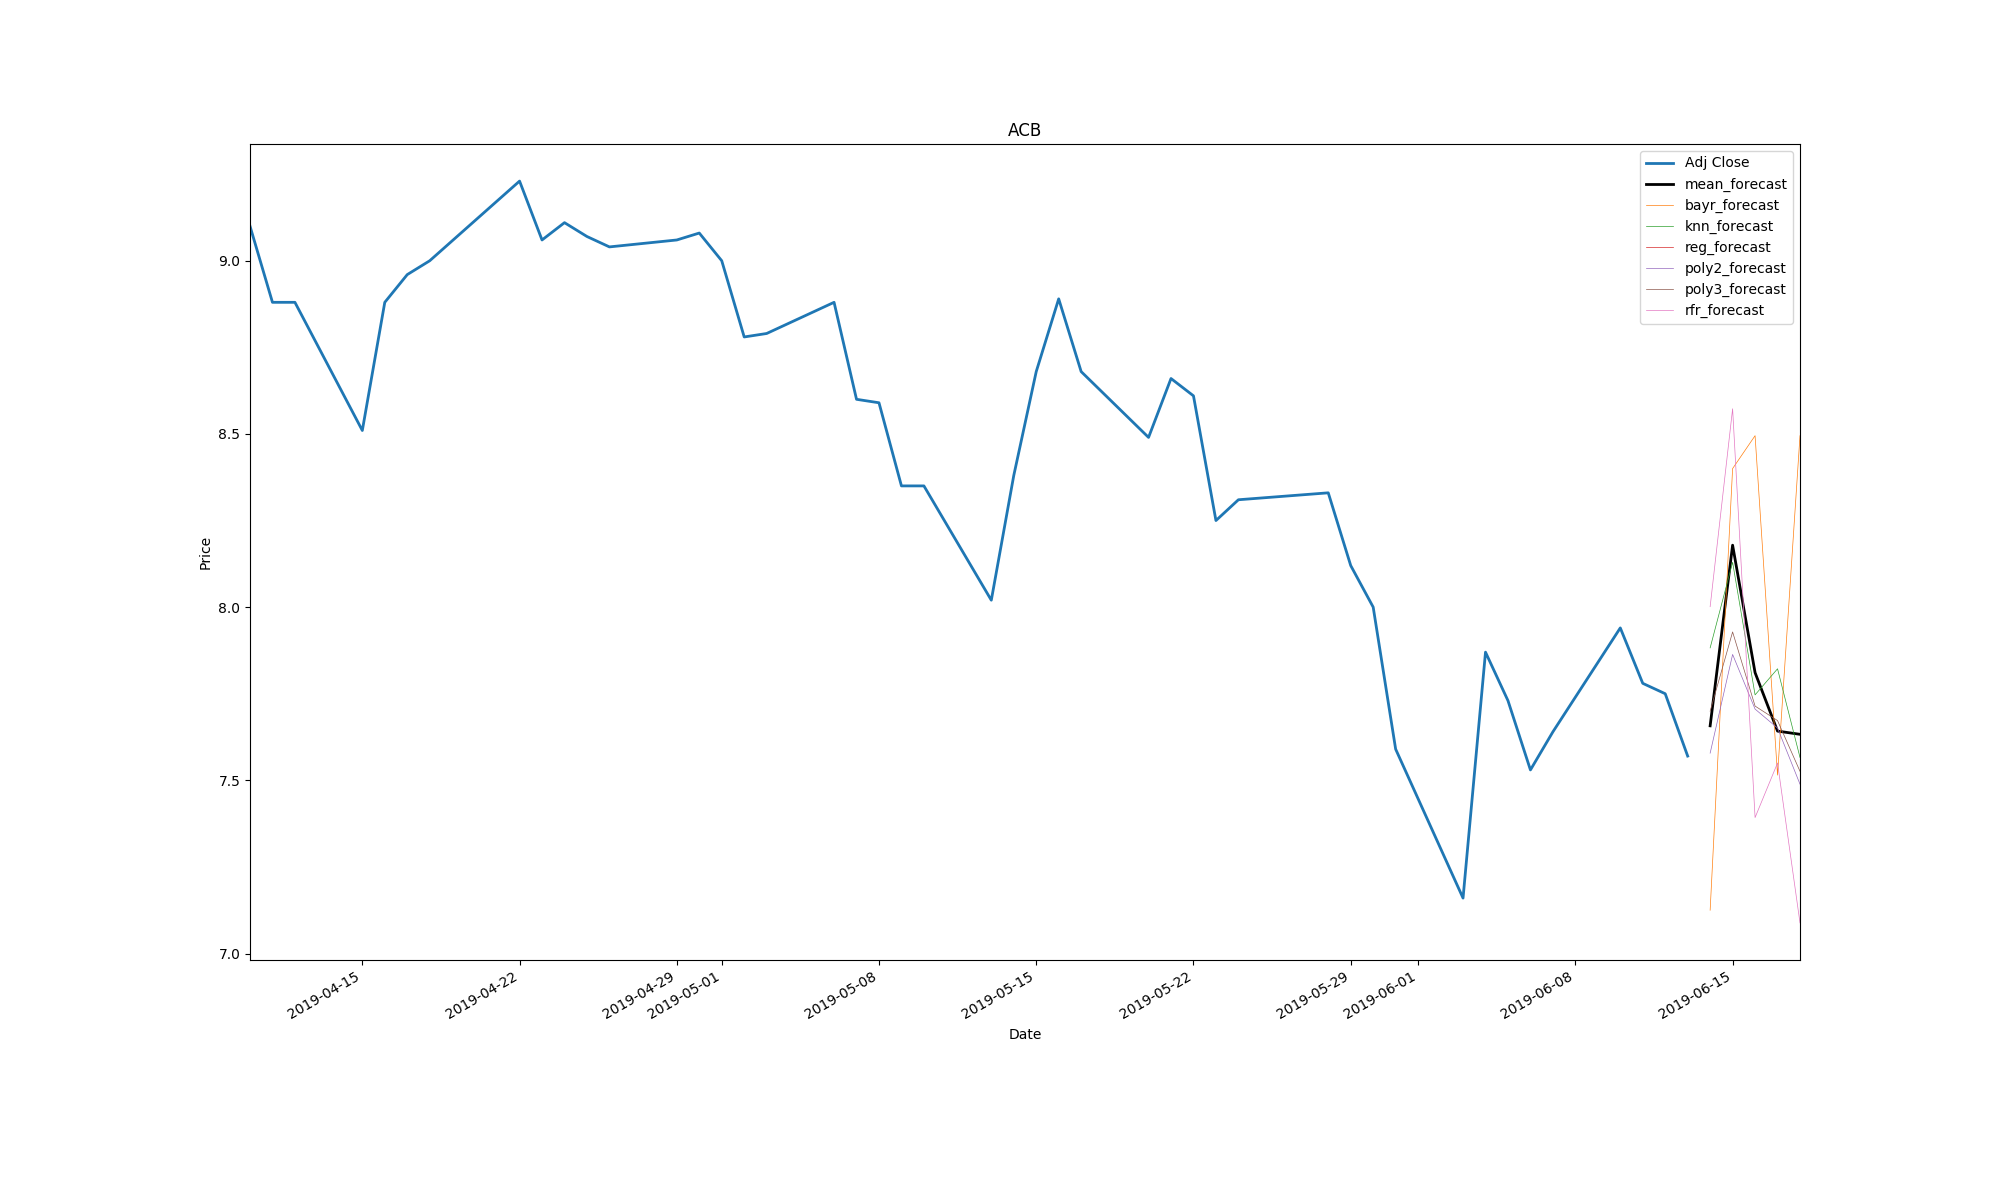 ACB
Adj Close
mean_forecast
bayr_forecast
knn_forecast
reg_forecast
poly2_forecast
poly3_forecast
rfr_forecast
9.0
8.5
8.0
7.5
7.0
Price
2019-04-15
2019-04-22
2019-04-29
2019-05-01
2019-05-08
2019-05-15
2019-05-22
2019-05-29
2019-06-01
2019-06-08
2019-06-15
Date